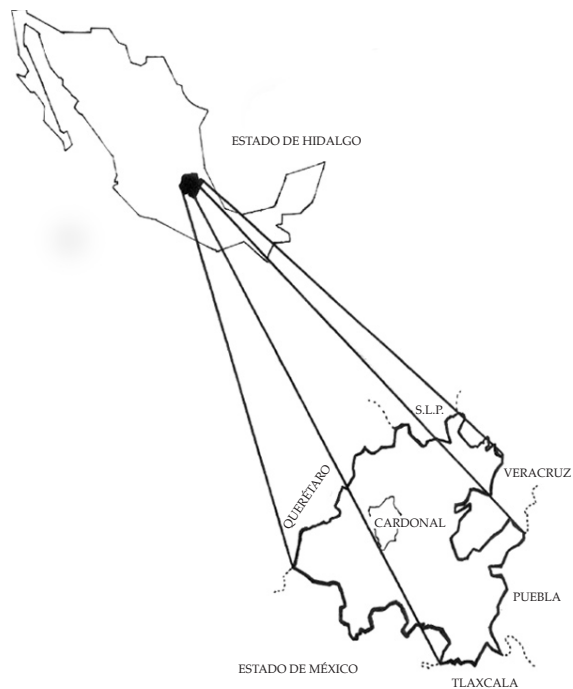 ESTADO DE HIDALGO
S.L.P.
VERACRUZ
QUERÉTARO
CARDONAL
PUEBLA
ESTADO DE MÉXICO
TLAXCALA